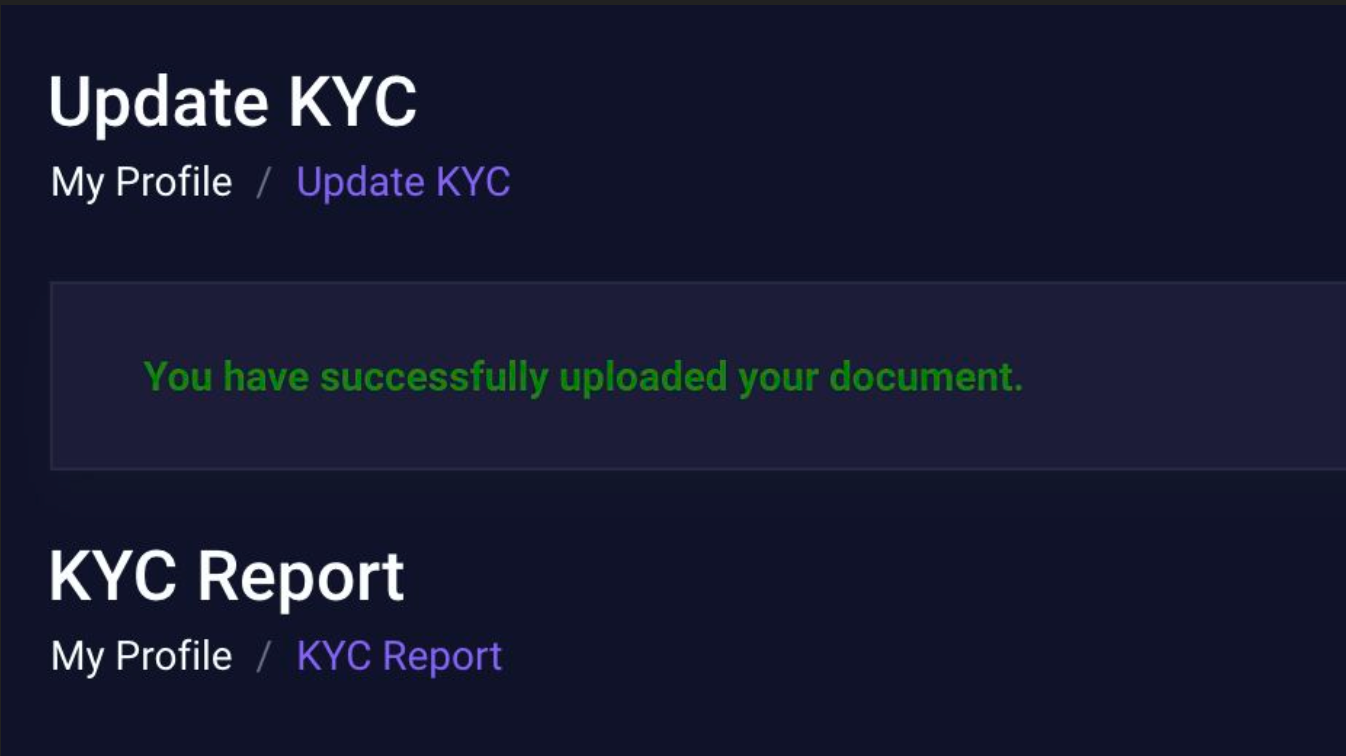 Update KYC
My Profile / Update KYC
You have successfully uploaded your document.
KYC Report
My Profile / KYC Report